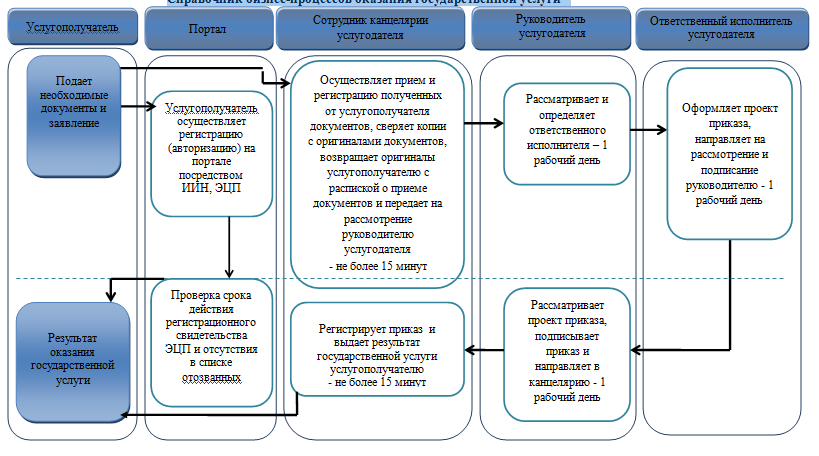 Справочник бизнес-процессов оказания государственной услуги
Услугополучатель
Портал
Сотрудник канцелярии
услугодателя
Руководитель
услугодателя
Ответственный исполнитель
услугодателя
Подает
необходимые
документы и
заявление
Услугополучатель
осуществляет
регистрацию
(авторизацию) на
портале
посредством
ИИН, ЭЦП
Осуществляет прием и
регистрацию полученных
от услугополучателя
документов, сверяет копии
с оригиналами документов,
возвращает оригиналы
услугополучателю с
распиской о приеме
документов и передает на
рассмотрение
руководителю
услугодателя
- не более 15 минут
Рассматривает и
определяет
ответственного
исполнителя – 1
рабочий день
Оформляет проект
приказа,
направляет на
рассмотрение и
подписание
руководителю - 1
рабочий день
Результат
оказания
государственной
услуги
Проверка срока
действия
регистрационного
свидетельства
ЭЦП и отсутствия
в списке
отозванных
Регистрирует приказ и
выдает результат
государственной услуги
услугополучателю
- не более 15 минут
Рассматривает
проект приказа,
подписывает
приказ и
направляет в
канцелярию - 1
рабочий день